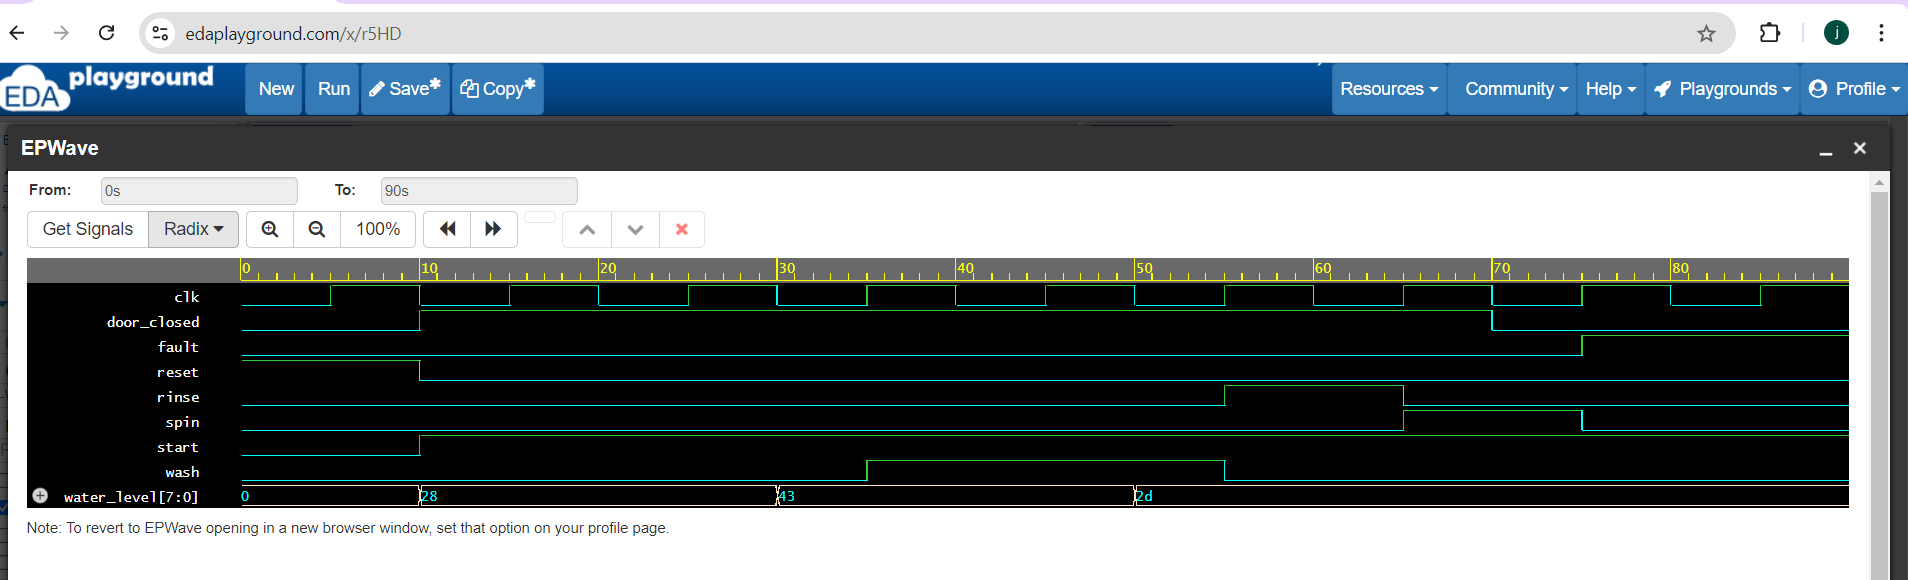 edaplayground.com/x/r5HD
j
EDA playground
New Run Save* Copy* Resources Community Help Playgrounds Profile
EPWave
From: 0s To: 90s
Get Signals Radix 100%
0 10 20 30 40 50 60 70 80
clk
door_closed
fault
reset
rinse
spin
start
wash
water_level[7:0] 0 28 43 2d
Note: To revert to EPWave opening in a new browser window, set that option on your profile page.